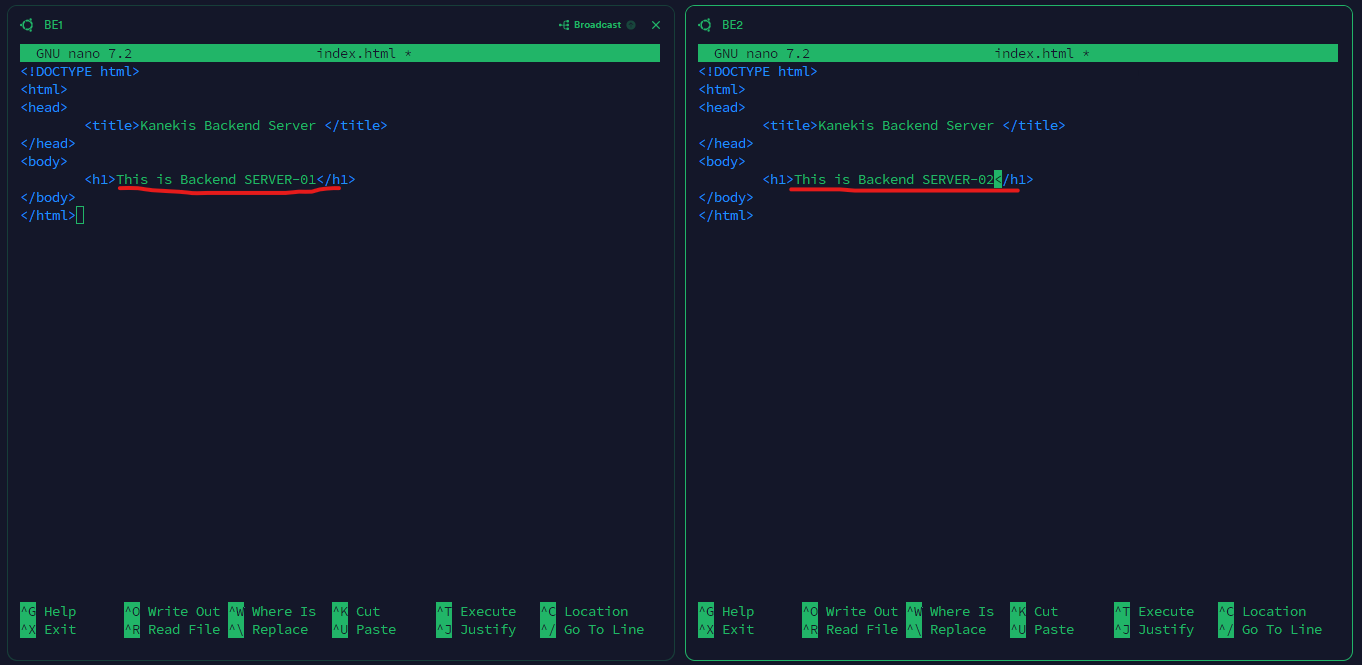 BE1 Broadcast
GNU nano 7.2 index.html *
<!DOCTYPE html>
<html>
<head>
<title>Kanekis Backend Server </title>
</head>
<body>
<h1>This is Backend SERVER-01</h1>
</body>
</html>
^G Help ^O Write Out ^W Where Is ^K Cut ^T Execute ^C Location
^X Exit ^R Read File ^\ Replace ^U Paste ^J Justify ^/ Go To Line
BE2
GNU nano 7.2 index.html *
<!DOCTYPE html>
<html>
<head>
<title>Kanekis Backend Server </title>
</head>
<body>
<h1>This is Backend SERVER-02</h1>
</body>
</html>
^G Help ^O Write Out ^W Where Is ^K Cut ^T Execute ^C Location
^X Exit ^R Read File ^\ Replace ^U Paste ^J Justify ^/ Go To Line